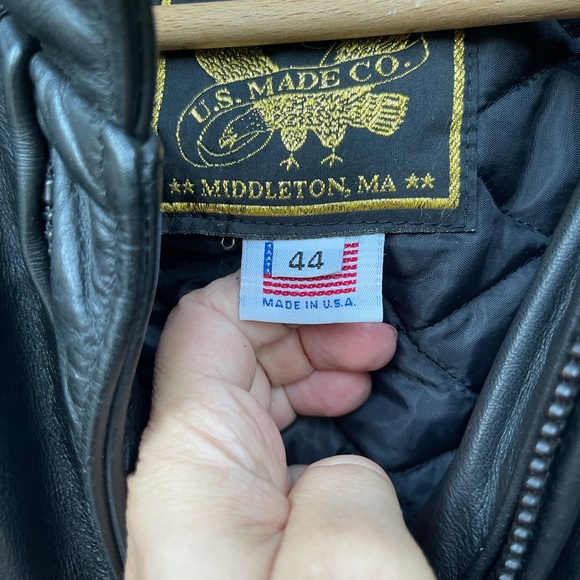 U.S. MADE CO.
★★ MIDDLETON, MA ★★
44
MADE IN U.S.A.